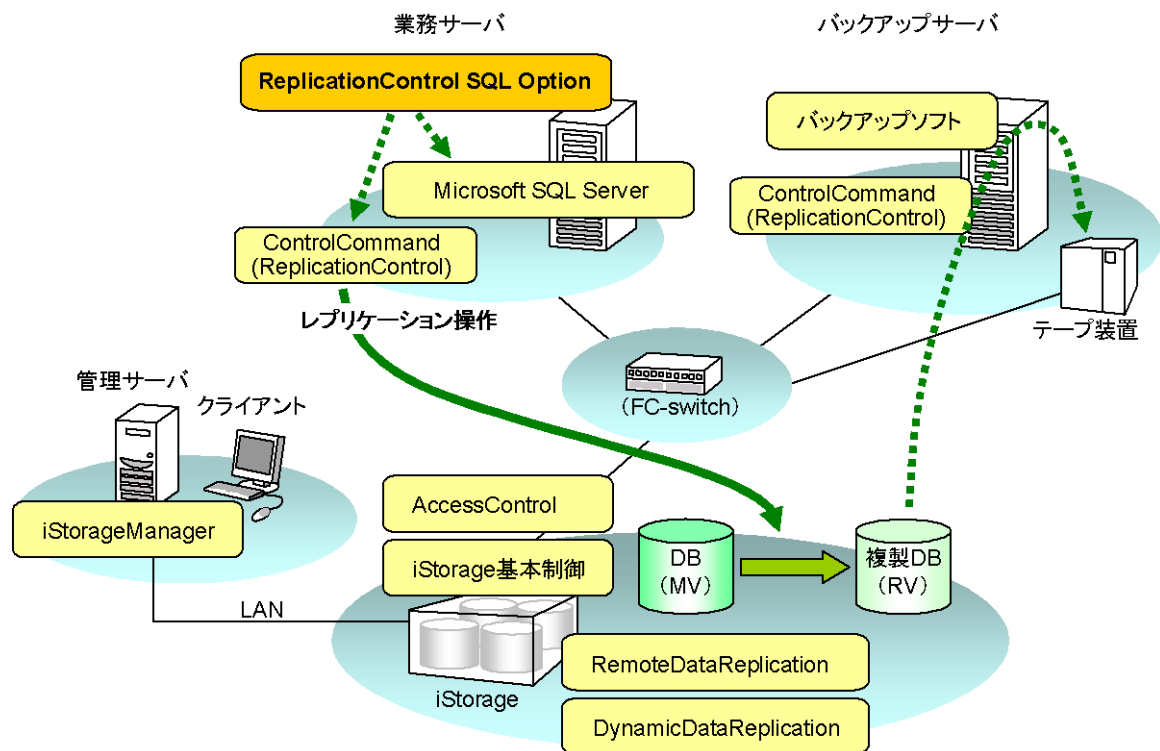 業務サーバ
バックアップサーバ
ReplicationControl SQL Option
バックアップソフト
Microsoft SQL Server
ControlCommand
(ReplicationControl)
ControlCommand
(ReplicationControl)
レプリケーション操作
テープ装置
管理サーバ
クライアント
（FC-switch）
AccessControl
iStorageManager
iStorage基本制御
DB
（MV）
複製DB
（RV）
LAN
RemoteDataReplication
iStorage
DynamicDataReplication